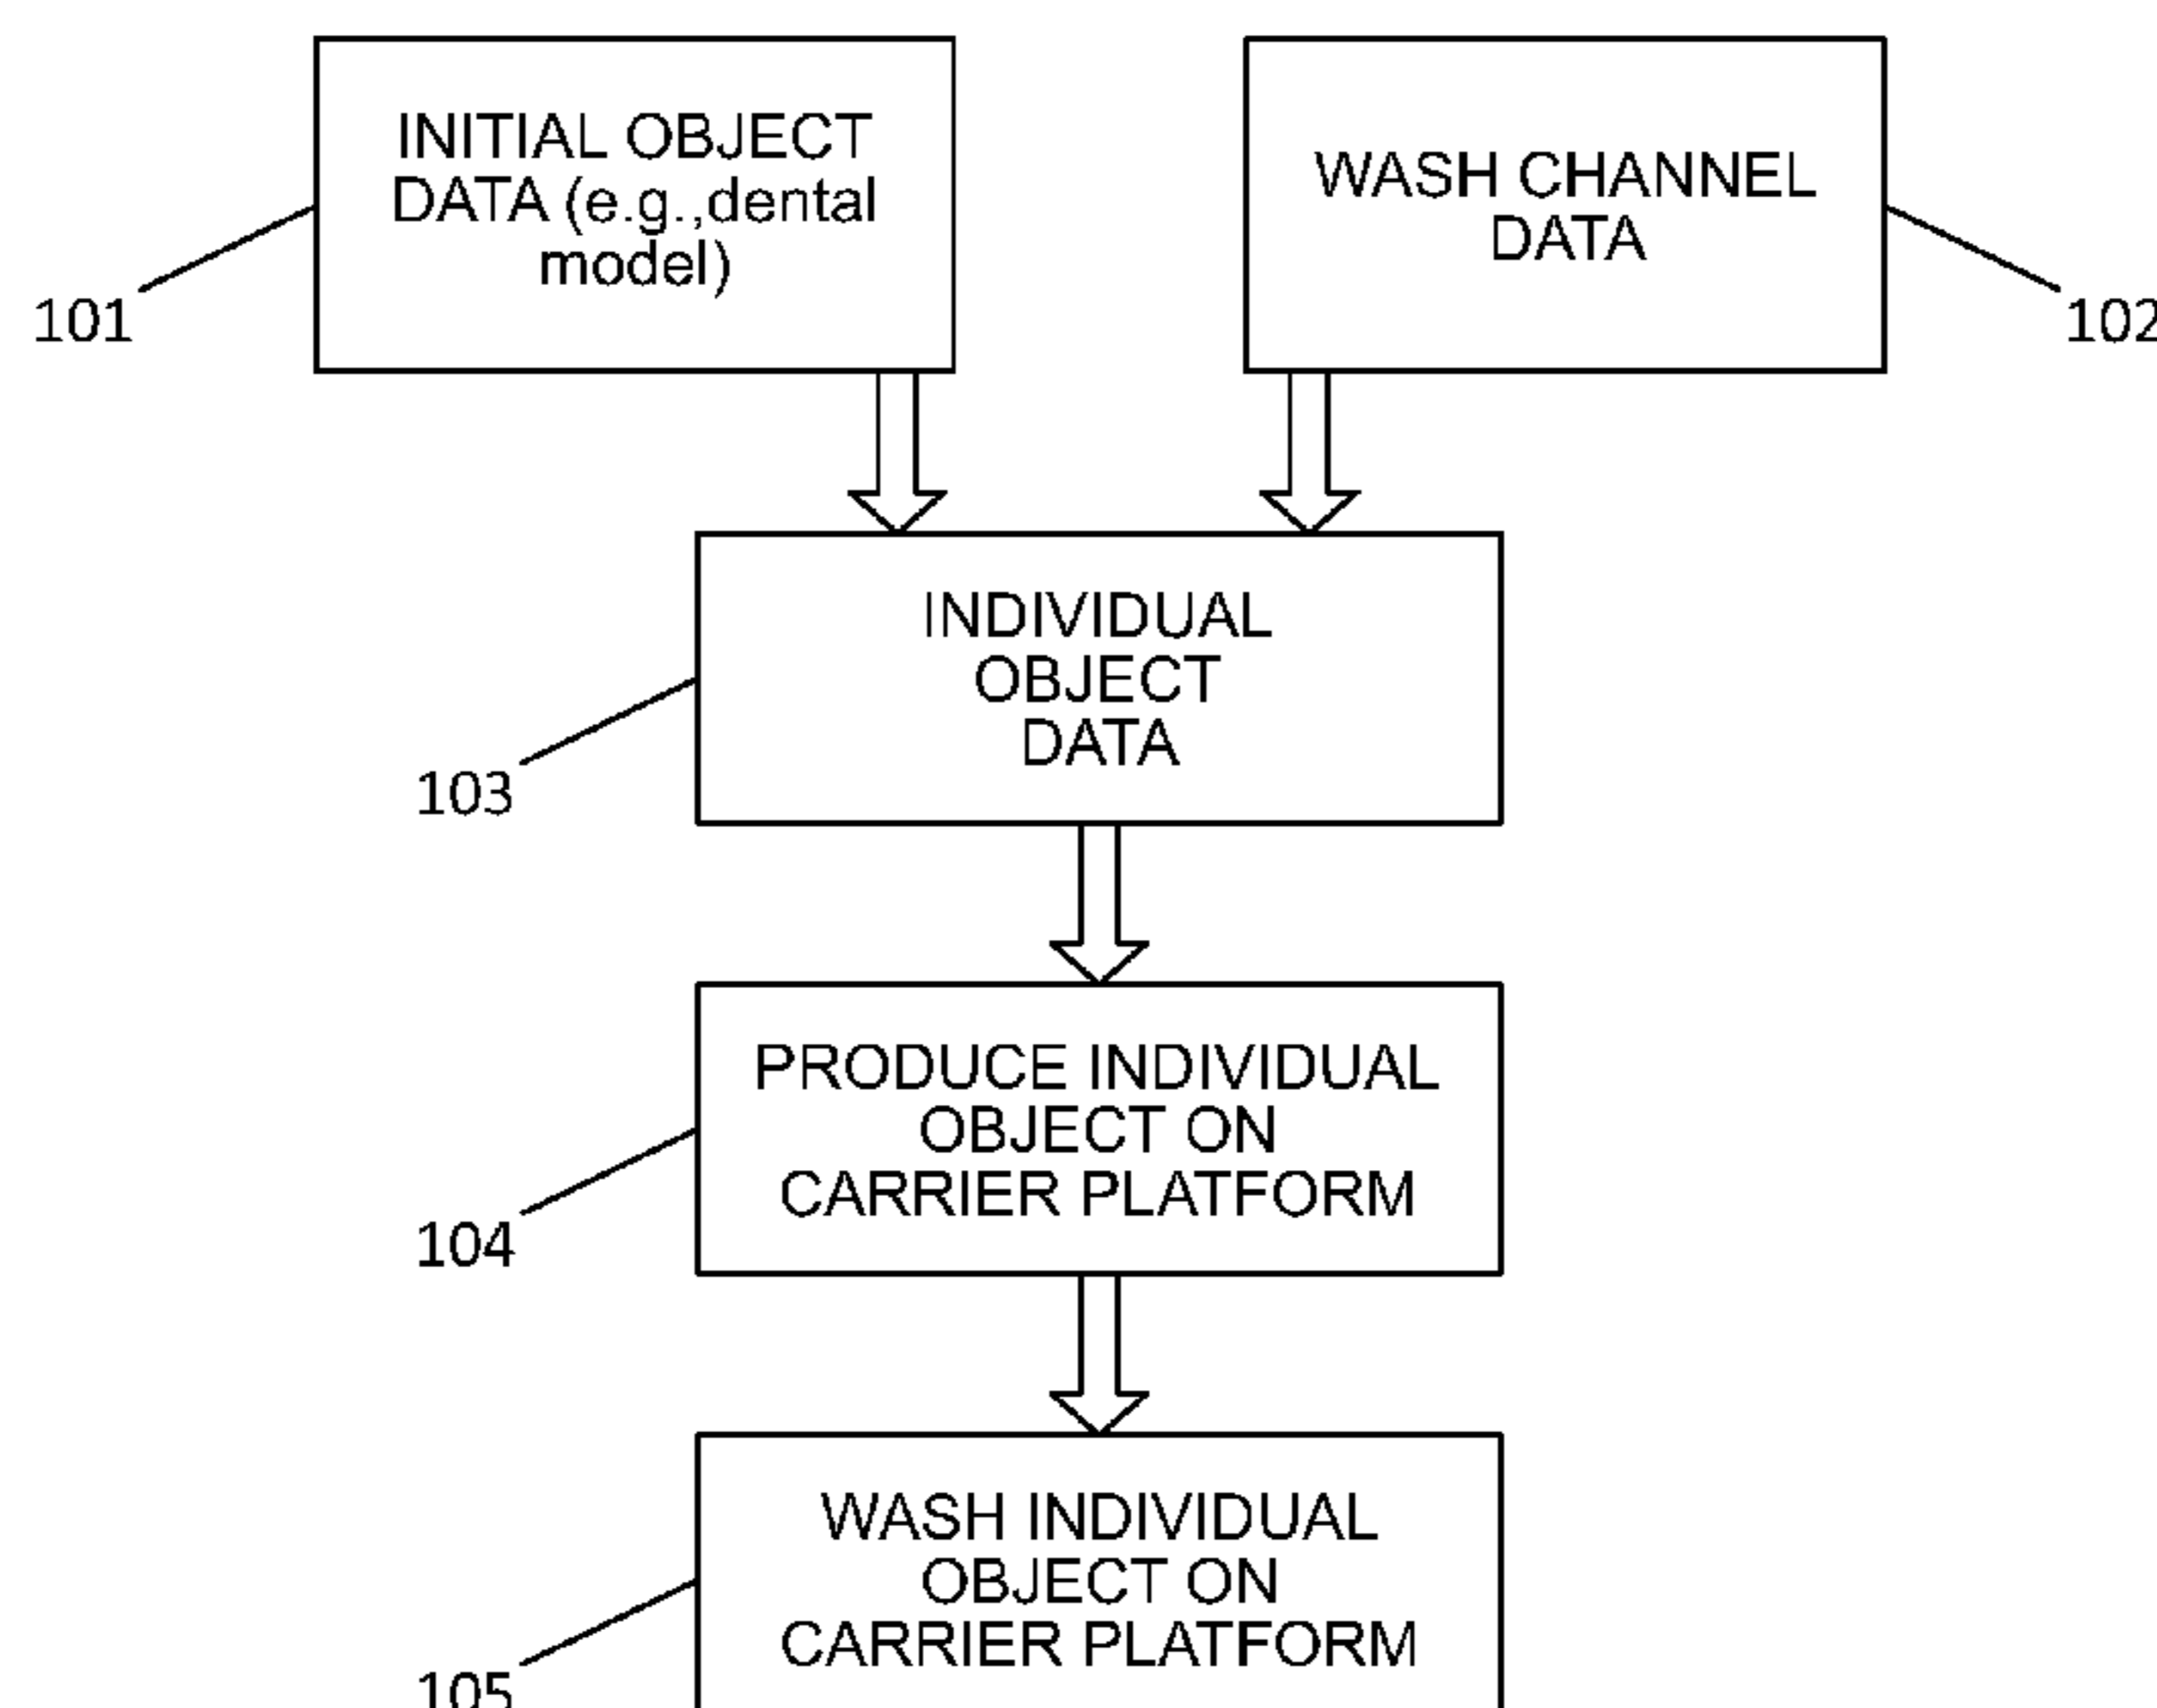 INITIAL OBJECT
DATA (e.g.,dental
model)
WASH CHANNEL
DATA
101
102
INDIVIDUAL
OBJECT
DATA
103
PRODUCE INDIVIDUAL
OBJECT ON
CARRIER PLATFORM
104
WASH INDIVIDUAL
OBJECT ON
CARRIER PLATFORM
105